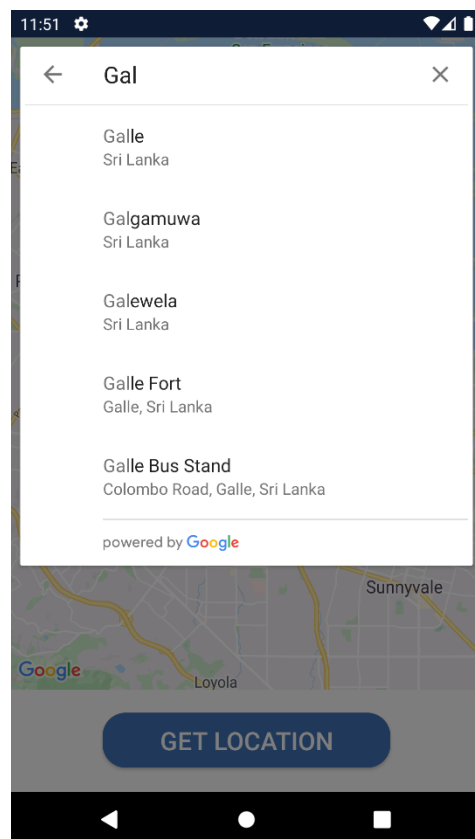 11:51
Gal
Galle
Sri Lanka
Galgamuwa
Sri Lanka
Galewela
Sri Lanka
Galle Fort
Galle, Sri Lanka
Galle Bus Stand
Colombo Road, Galle, Sri Lanka
powered by Google
Sunnyvale
Google
Loyola
GET LOCATION